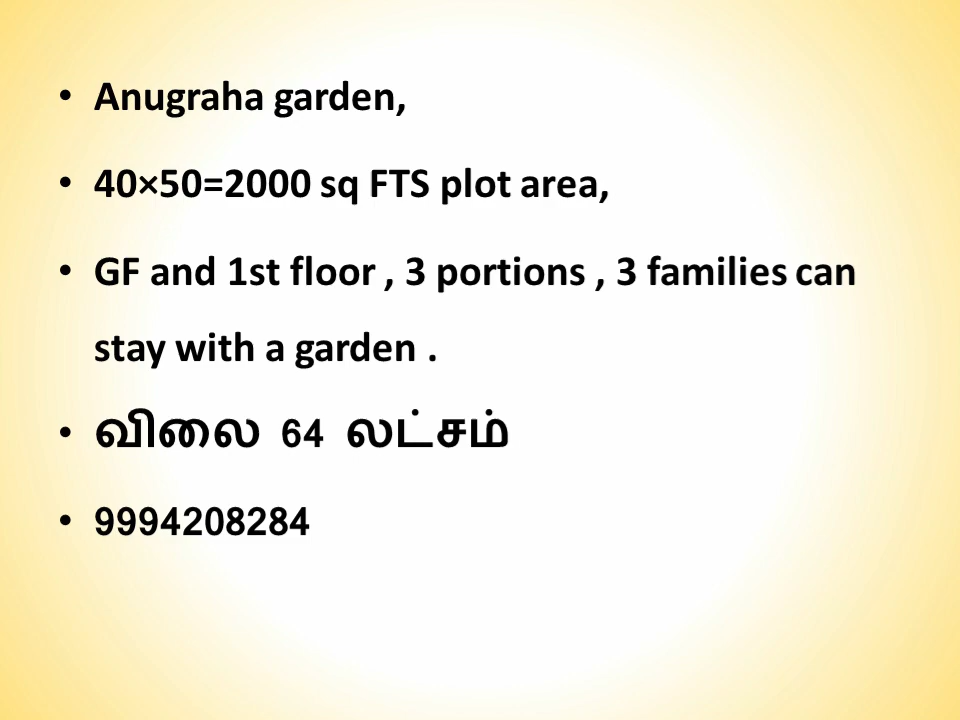 • Anugraha garden,
• 40×50=2000 sq FTS plot area,
• GF and 1st floor , 3 portions , 3 families can
stay with a garden .
• விலை 64 லட்சம்
• 9994208284